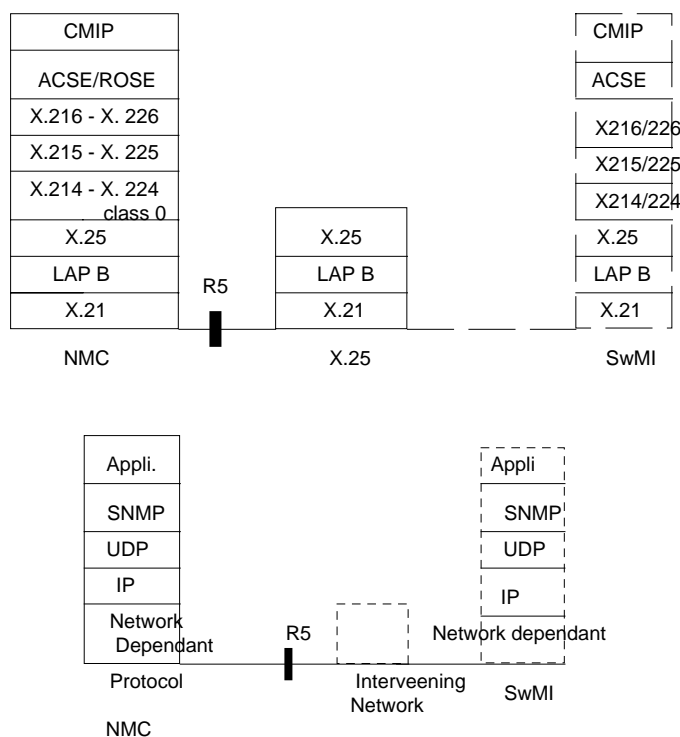 CMIP
ACSE/ROSE
X.216 - X. 226
X.215 - X. 225
X.214 - X. 224
class 0
X.25
LAP B
X.21
NMC
R5
X.25
LAP B
X.21
X.25
CMIP
ACSE
X216/226
X215/225
X214/224
X.25
LAP B
X.21
SwMI
Appli.
SNMP
UDP
IP
Network
Dependant
Protocol
NMC
R5
Interveening
Network
Appli
SNMP
UDP
IP
Network dependant
SwMI